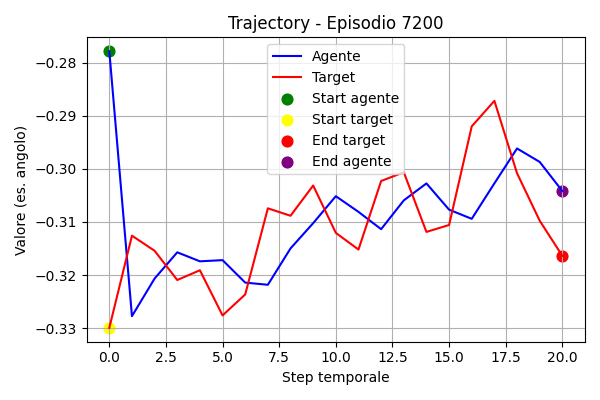 Trajectory - Episodio 7200
Agente
Target
Start agente
Start target
End target
End agente
Valore (es. angolo)
−0.28
−0.29
−0.30
−0.31
−0.32
−0.33
0.0 2.5 5.0 7.5 10.0 12.5 15.0 17.5 20.0
Step temporale